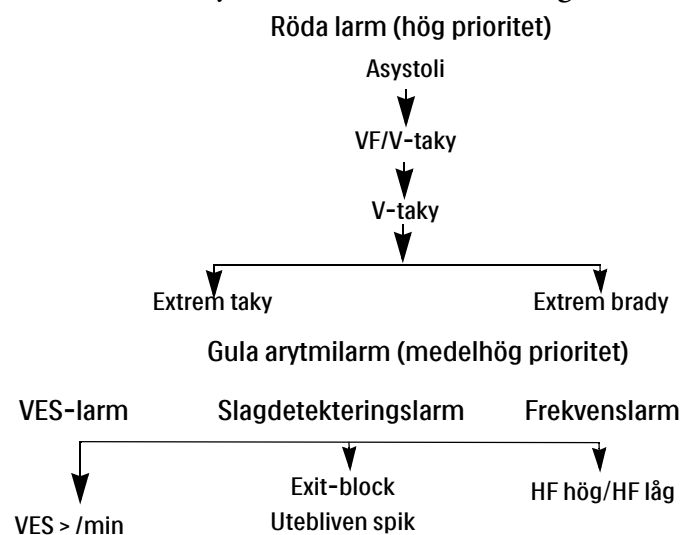 Röda larm (hög prioritet)
Asystoli
VF/V-taky
V-taky
Extrem taky Extrem brady
Gula arytmilarm (medelhög prioritet)
VES-larm Slagdetekteringslarm Frekvenslarm
Exit-block HF hög/HF låg
VES > /min Utebliven spik